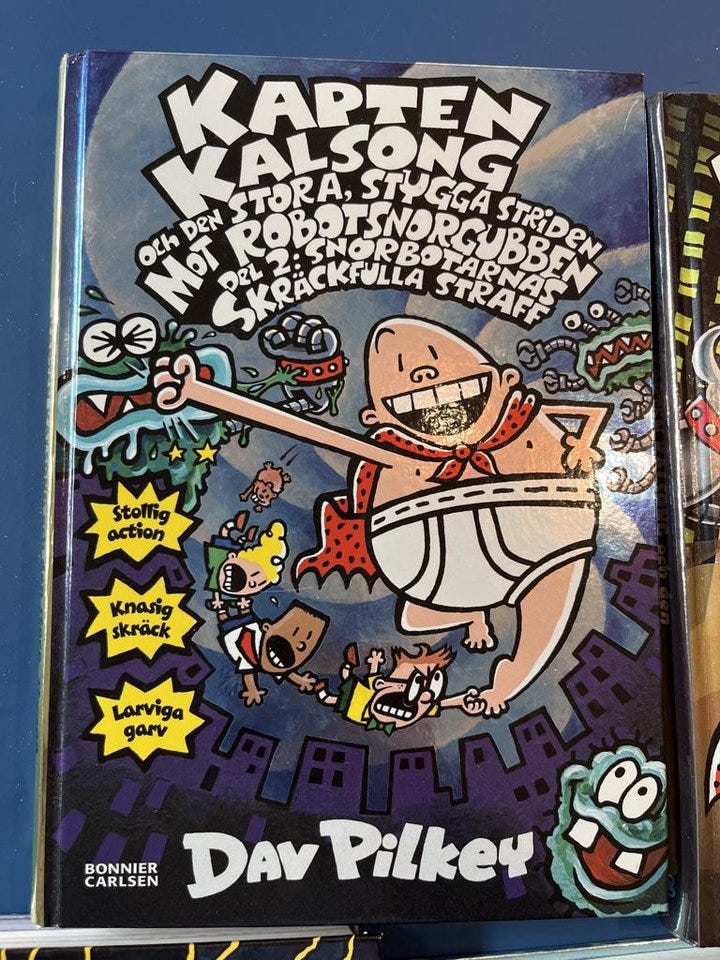 KAPTEN
KALSONG
OCH DEN STORA, STYGGA STRIDEN
MOT ROBOTSNORGUBBEN
DEL 2: SNORBOTARNAS
SKRÄCKFULLA STRAFF
Stollig
action
Knasig
skräck
Larviga
garv
DAV PILKEY
BONNIER
CARLSEN